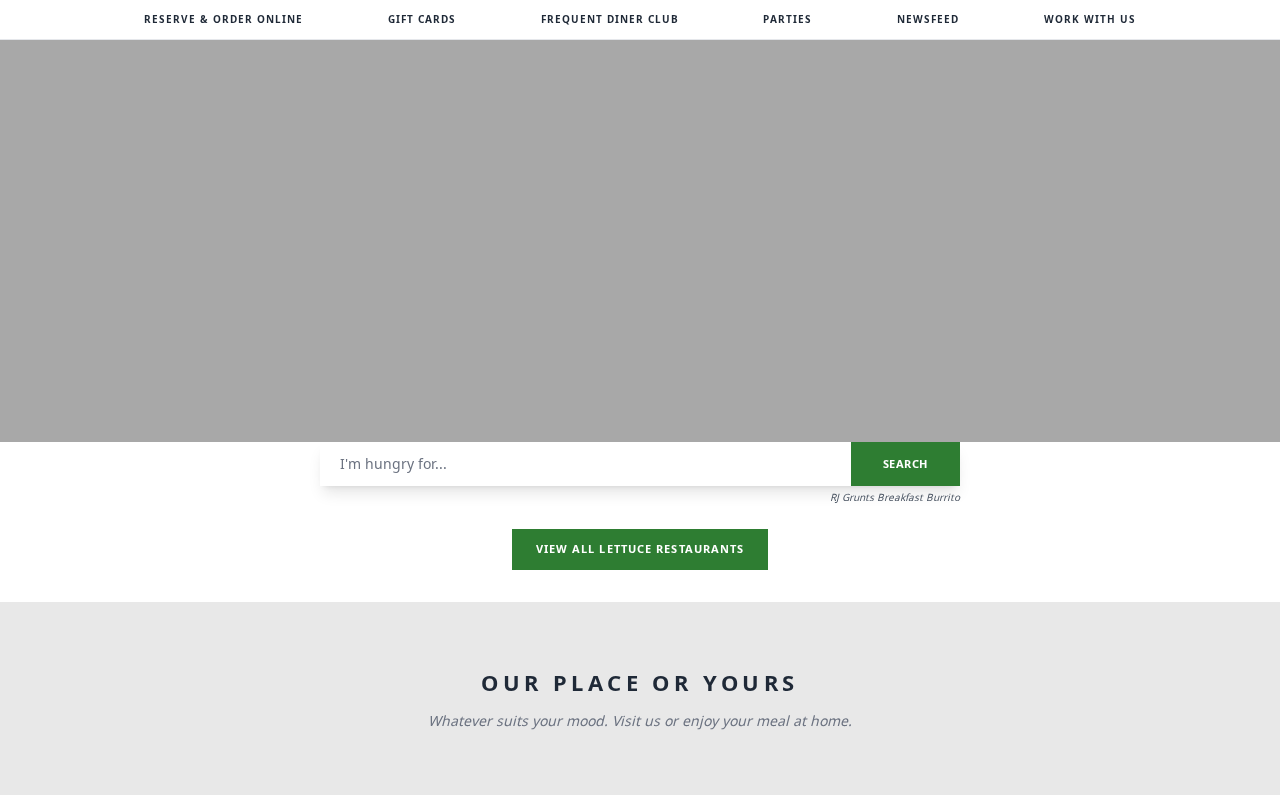 RESERVE & ORDER ONLINE GIFT CARDS FREQUENT DINER CLUB PARTIES NEWSFEED WORK WITH US
I'm hungry for... SEARCH
RJ Grunts Breakfast Burrito
VIEW ALL LETTUCE RESTAURANTS
OUR PLACE OR YOURS
Whatever suits your mood. Visit us or enjoy your meal at home.